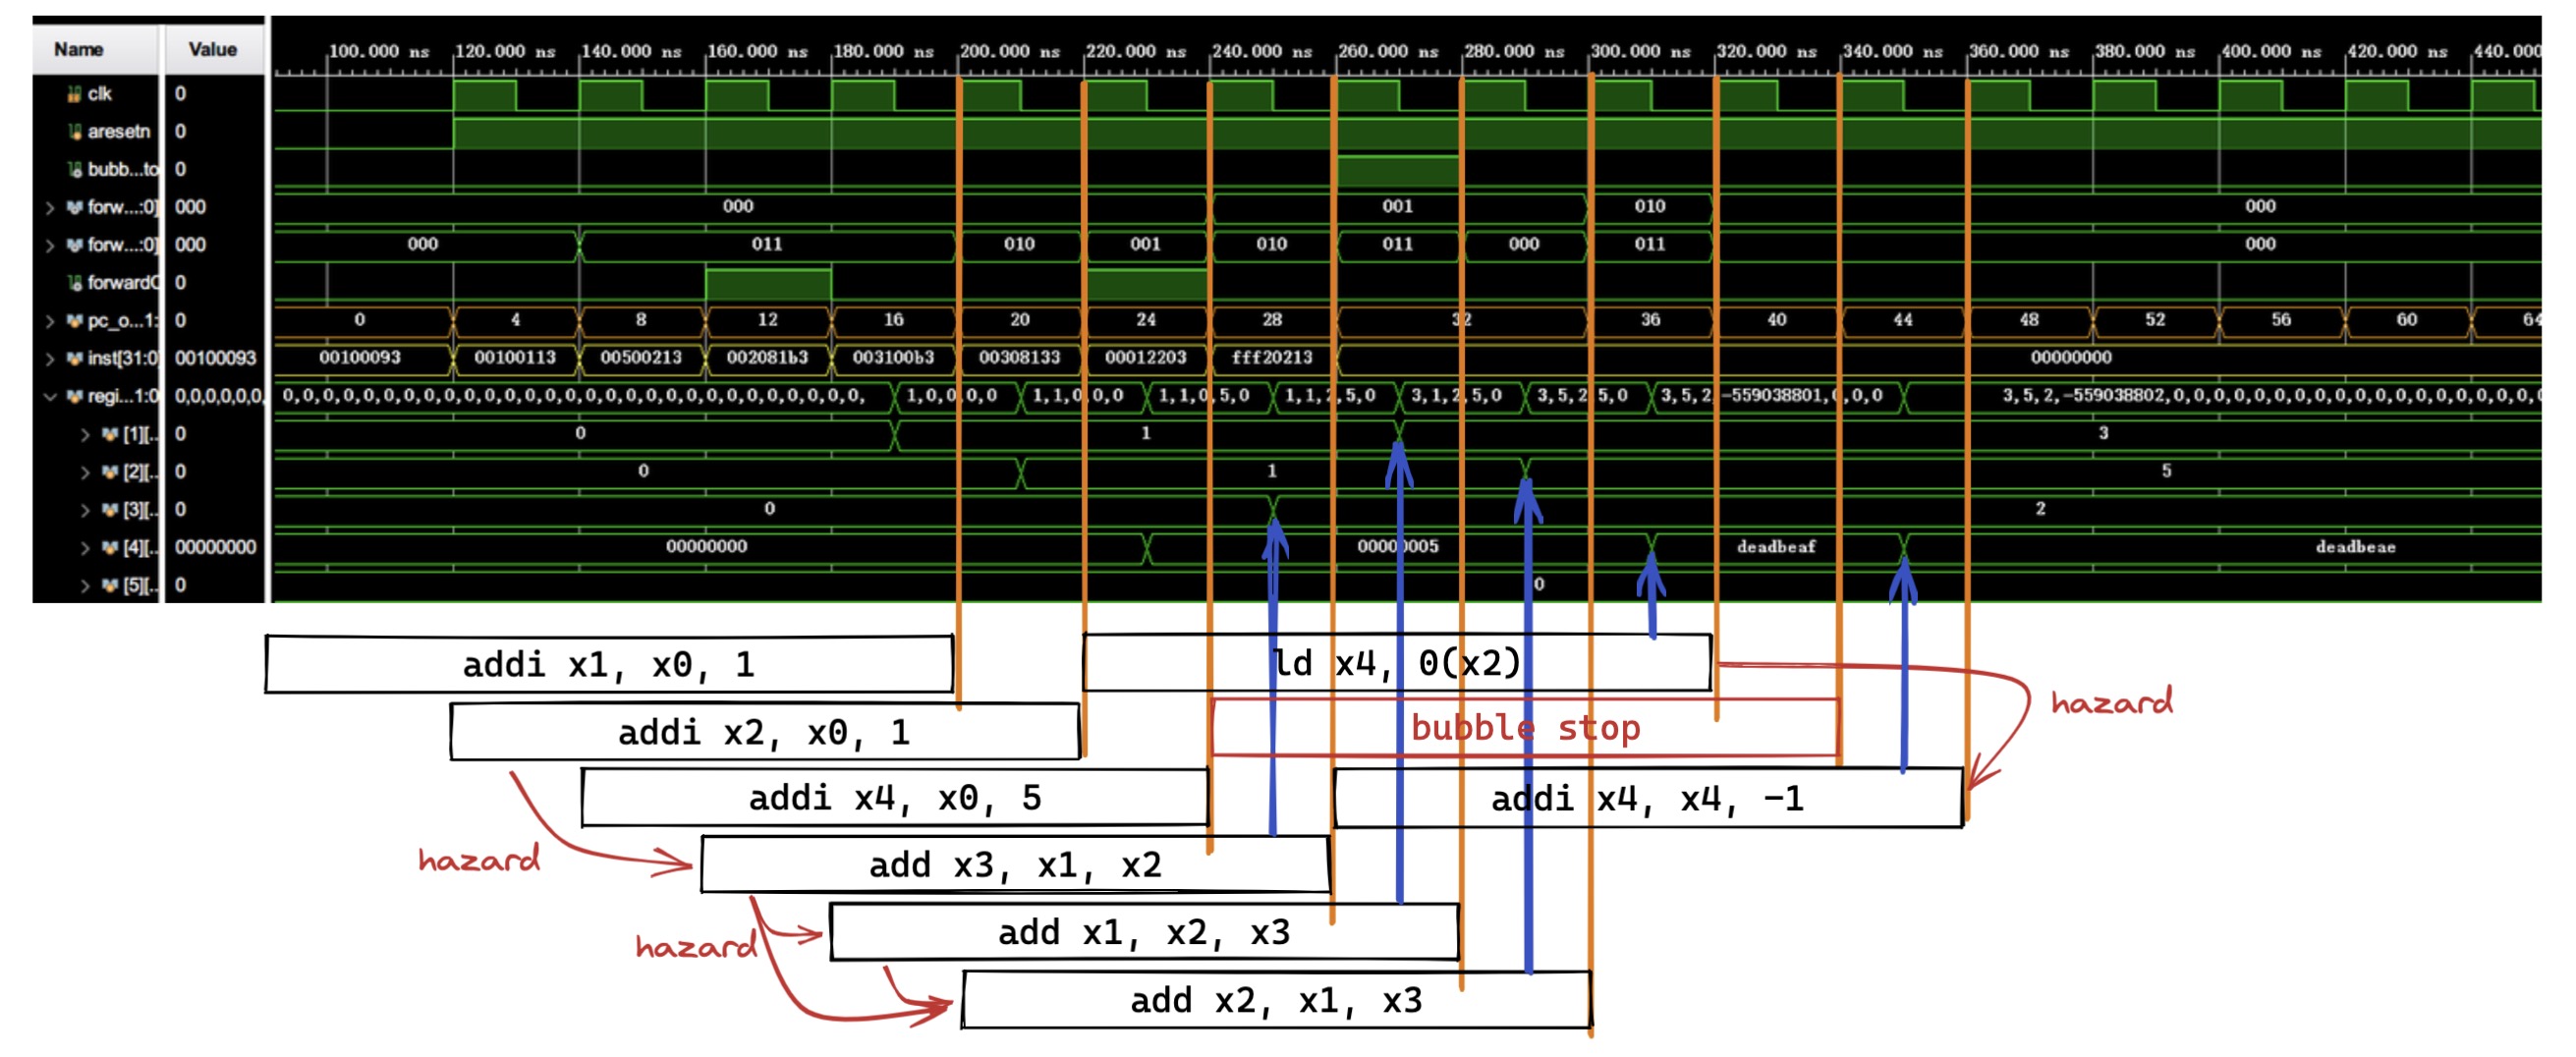 Name Value 100.000 ns 120.000 ns 140.000 ns 160.000 ns 180.000 ns 200.000 ns 220.000 ns 240.000 ns 260.000 ns 280.000 ns 300.000 ns 320.000 ns 340.000 ns 360.000 ns 380.000 ns 400.000 ns 420.000 ns 440.000
clk 0
aresetn 0
bubb...to 0
forw...:0] 000 000 001 010 000
forw...:0] 000 000 011 010 001 010 011 000 011 000
forwardC 0
pc_o...1: 0 0 4 8 12 16 20 24 28 32 36 40 44 48 52 56 60 64
inst[31:0 00100093 00100093 00100113 00500213 002081b3 003100b3 00308133 00012203 fff20213 00000000
regi...1:0 0,0,0,0,0,0, 0,0,0,0,0,0,0,0,0,0,0,0,0,0,0,0,0,0,0,0,0, 1,0,0,0,0 1,1,0,0,0 1,1,0,5,0 1,1,2,5,0 3,1,2,5,0 3,5,2,5,0 3,5,2,-559038801,0,0,0 3,5,2,-559038802,0,0,0,0,0,0,0,0,0,0,0,0,0,0,0,0,0,0
[1][.. 0 0 1 3
[2][.. 0 0 1 5
[3][.. 0 0 2
[4][.. 00000000 00000000 00000005 deadbeaf deadbeae
[5][.. 0 0
addi x1, x0, 1
ld x4, 0(x2)
hazard
addi x2, x0, 1
bubble stop
addi x4, x0, 5
addi x4, x4, -1
hazard
add x3, x1, x2
hazard
add x1, x2, x3
add x2, x1, x3